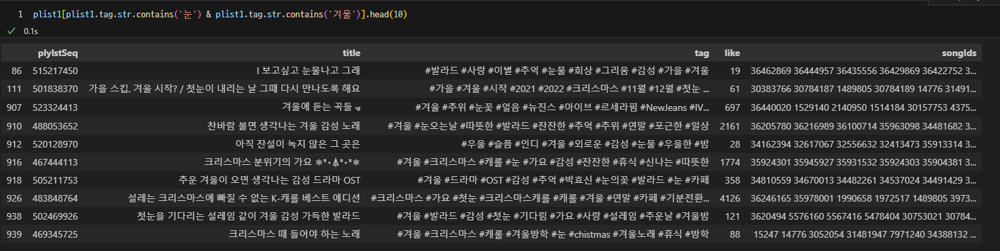 1 plist1[plist1.tag.str.contains('눈') & plist1.tag.str.contains('겨울')].head(10)
0.1s
plylstSeq title tag like songIds
86 515217450 I 보고싶고 눈물나고 그래 #발라드 #사랑 #이별 #추억 #눈물 #회상 #그리움 #감성 #가을 #겨울 19 36462869 36444957 36435556 36429869 36422752 3...
111 501838370 가을 스킵, 겨울 시작? / 첫눈이 내리는 날 그때 다시 만나도록 해요 #가을 #겨울 #시작 #2021 #2022 #크리스마스 #11월 #12월 #첫눈 ... 61 30383766 30784187 1489805 30784189 14776 31491...
907 523324413 겨울에 듣는 곡들 #겨울 #추위 #눈꽃 #얼음 #뉴진스 #아이브 #르세라핌 #NewJeans #IV... 697 36440020 1529140 2140950 1514184 30157753 4375...
910 488053652 찬바람 불면 생각나는 겨울 감성 노래 #겨울 #눈오는날 #따뜻한 #발라드 #잔잔한 #추억 #추위 #연말 #포근한 #일상 2161 36205780 36216989 36100714 35963098 34481682 3...
912 520128970 아직 잔설이 녹지 않은 그 곳은 #우울 #슬픔 #인디 #겨울 #외로운 #감성 #눈물 #우울한 #밤 28 34162394 32617067 32556632 32413473 35913314 3...
916 467444113 크리스마스 분위기의 가요 ❄*⋆⍋*⋆*❄ #겨울 #크리스마스 #캐롤 #눈 #가요 #감성 #잔잔한 #휴식 #신나는 #따뜻한 1774 35924301 35945927 35931532 35924303 35904381 3...
918 505211753 추운 겨울이 오면 생각나는 감성 드라마 OST #겨울 #드라마 #OST #감성 #추억 #박효신 #눈의꽃 #발라드 #눈 #카페 358 34810559 34670013 34482261 34537024 34491429 3...
926 483848764 설레는 크리스마스에 빠질 수 없는 K-캐롤 베스트 에디션 #크리스마스 #가요 #첫눈 #크리스마스캐롤 #캐롤 #겨울 #연말 #카페 #기분전환... 4126 36246165 35978001 1990658 1972517 1489805 3973...
938 502469926 첫눈을 기다리는 설레임 같이 겨울 감성 가득한 발라드 #겨울 #발라드 #감성 #첫눈 #기다림 #가요 #사랑 #설레임 #추운날 #겨울밤 121 3620494 5576160 5567416 5478404 30753021 30784...
939 469345725 크리스마스 때 들어야 하는 노래 #겨울 #크리스마스 #캐롤 #겨울방학 #눈 #chistmas #겨울노래 #휴식 #방학 88 15247 14776 3052054 31481947 7971240 34388132 ...